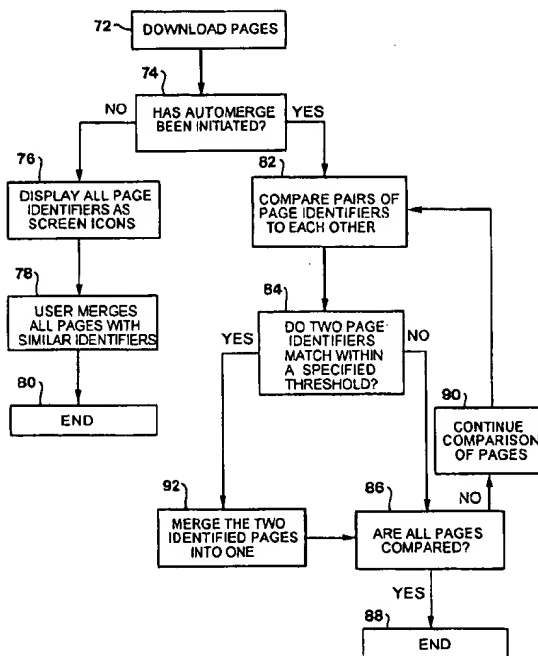 72
DOWNLOAD PAGES
74
HAS AUTOMERGE
BEEN INITIATED?
NO
YES
76
DISPLAY ALL PAGE
IDENTIFIERS AS
SCREEN ICONS
82
COMPARE PAIRS OF
PAGE IDENTIFIERS
TO EACH OTHER
78
USER MERGES
ALL PAGES WITH
SIMILAR IDENTIFIERS
84
DO TWO PAGE
IDENTIFIERS
MATCH WITHIN
A SPECIFIED
THRESHOLD?
YES
NO
80
END
90
CONTINUE
COMPARISON
OF PAGES
92
MERGE THE TWO
IDENTIFIED PAGES
INTO ONE
86
ARE ALL PAGES
COMPARED?
NO
YES
88
END